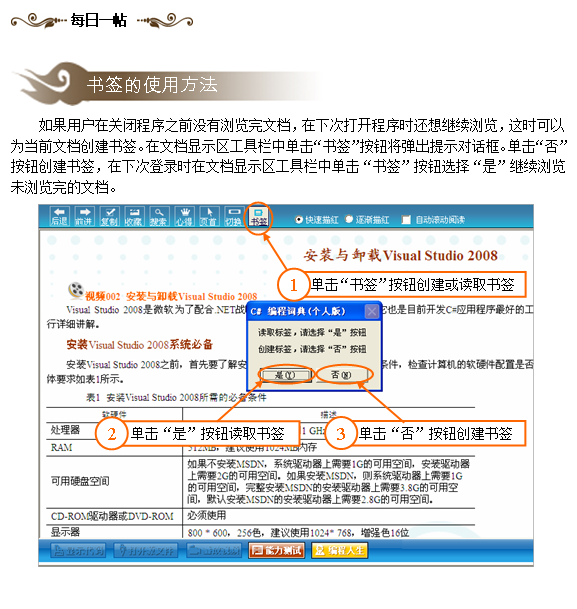 每日一帖
书签的使用方法
如果用户在关闭程序之前没有浏览完文档，在下次打开程序时还想继续浏览，这时可以
为当前文档创建书签。在文档显示区工具栏中单击“书签”按钮将弹出提示对话框。单击“否”
按钮创建书签，在下次登录时在文档显示区工具栏中单击“书签”按钮选择“是”继续浏览
未浏览完的文档。
后退 前进 复制 收藏 搜索 心得 页首 切换 书签 快速描红 逐渐描红 自动滚动阅读
安装与卸载Visual Studio 2008
1 单击“书签”按钮创建或读取书签
视频002 安装与卸载Visual Studio 2008
Visual Studio 2008是微软为了配合.NET战 它也是目前开发C#应用程序最好的工
行详细讲解。
C# 编程词典(个人版)
读取标签，请选择“是”按钮
创建标签，请选择“否”按钮
是(Y) 否(N)
安装Visual Studio 2008系统必备
安装Visual Studio 2008之前，首先要了解安 条件，检查计算机的软硬件配置是否
体要求如表1所示。
表1 安装Visual Studio 2008所需的必备条件
软硬件 描述
处理器 1 GHz
2 单击“是”按钮读取书签
3 单击“否”按钮创建书签
RAM 512MB，建议使用1024MB内存
可用硬盘空间
如果不安装MSDN，系统驱动器上需要1G的可用空间，安装驱动器
上需要2G的可用空间。如果安装MSDN，则系统驱动器上需要1G
的可用空间，完整安装MSDN的安装驱动器上需要3.8G的可用空
间，默认安装MSDN的安装驱动器上需要2.8G的可用空间。
CD-ROM驱动器或DVD-ROM 必须使用
显示器 800 * 600，256色，建议使用1024* 768，增强色16位
能力测试 编程人生